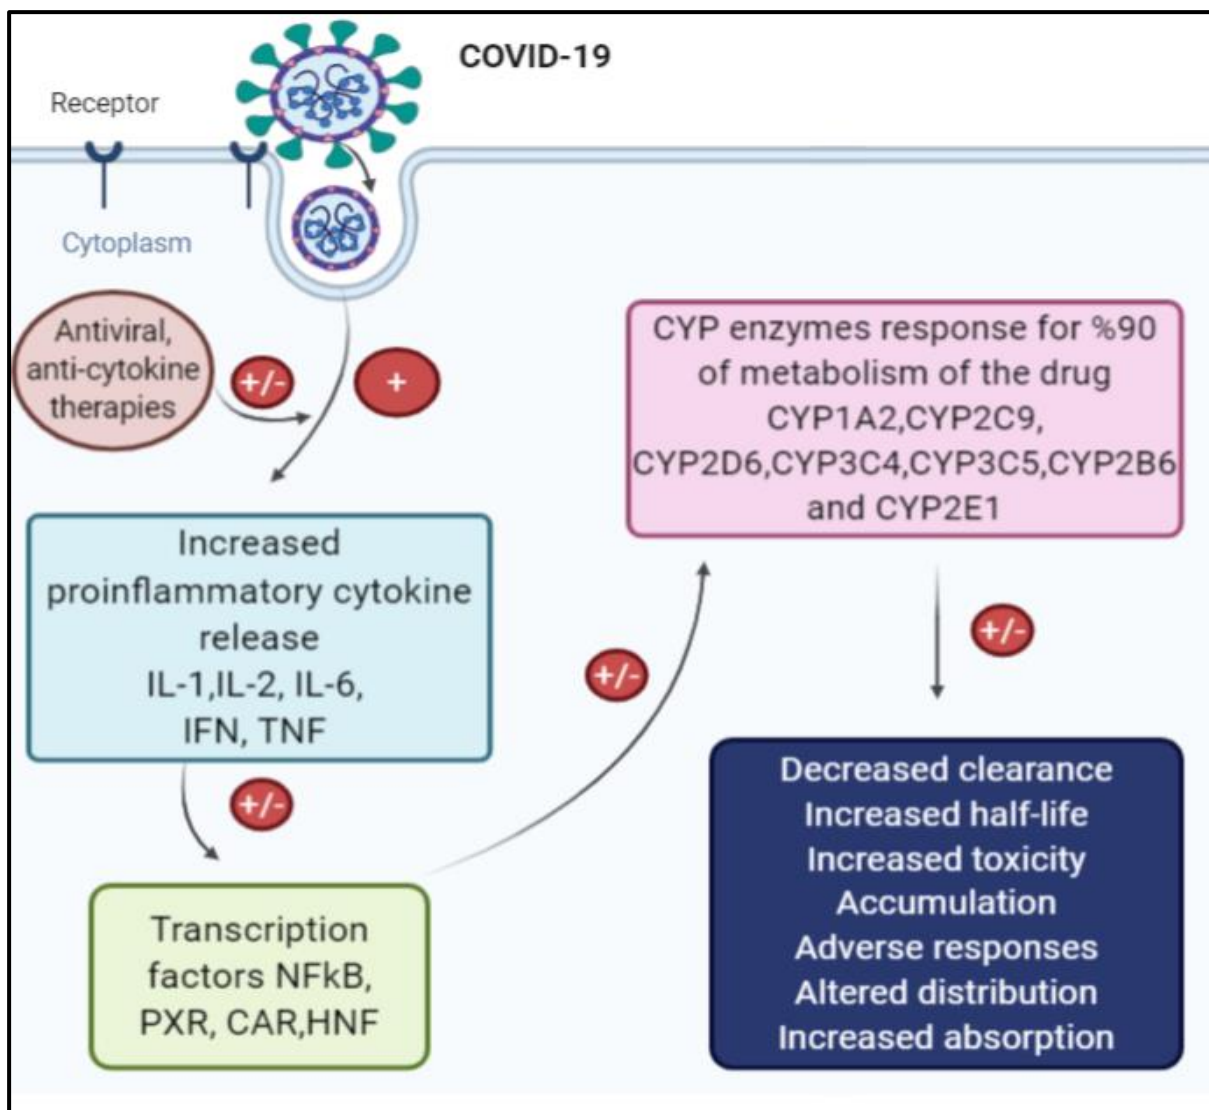 COVID-19
Receptor
Cytoplasm
Antiviral,
anti-cytokine
therapies
+/-
+
Increased
proinflammatory cytokine
release
IL-1,IL-2, IL-6,
IFN, TNF
+/-
Transcription
factors NFkB,
PXR, CAR,HNF
+/-
CYP enzymes response for %90
of metabolism of the drug
CYP1A2,CYP2C9,
CYP2D6,CYP3C4,CYP3C5,CYP2B6
and CYP2E1
+/-
Decreased clearance
Increased half-life
Increased toxicity
Accumulation
Adverse responses
Altered distribution
Increased absorption